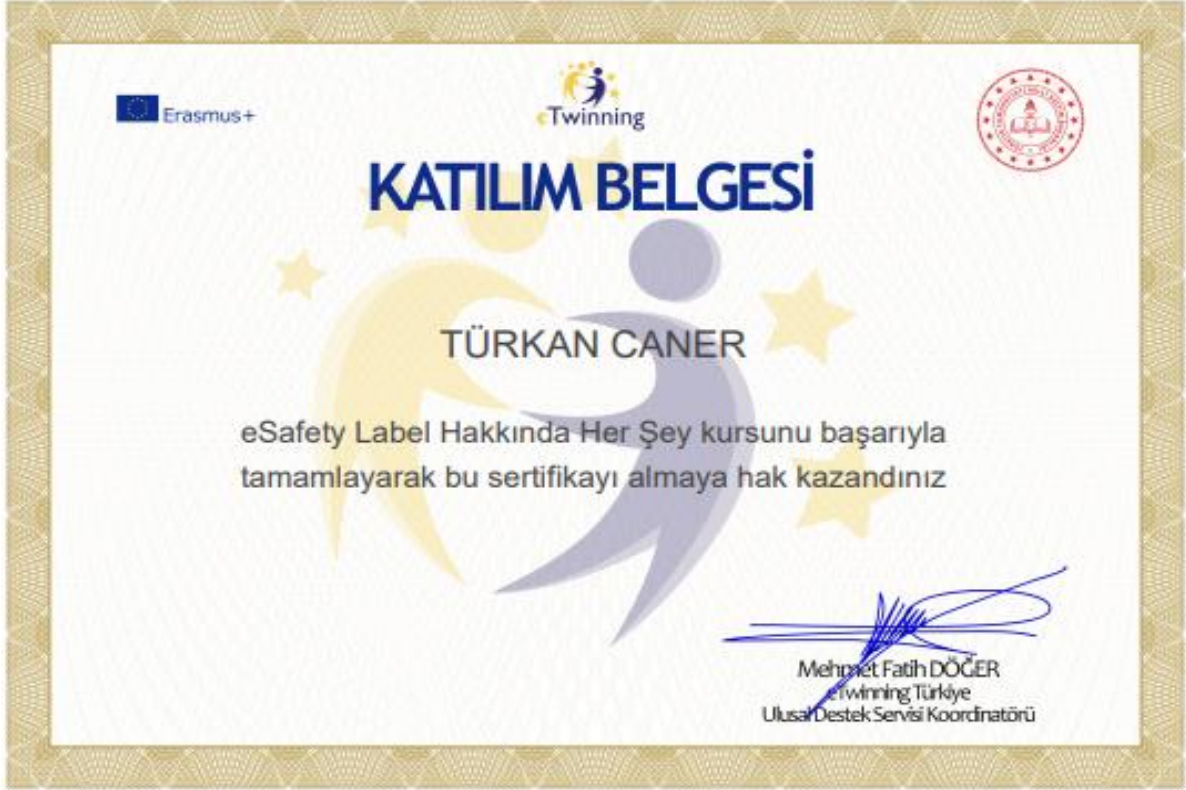 Erasmus+
eTwinning
KATILIM BELGESİ
TÜRKAN CANER
eSafety Label Hakkında Her Şey kursunu başarıyla
tamamlayarak bu sertifikayı almaya hak kazandınız
Mehmet Fatih DÖĞER
eTwinning Türkiye
Ulusal Destek Servisi Koordinatörü